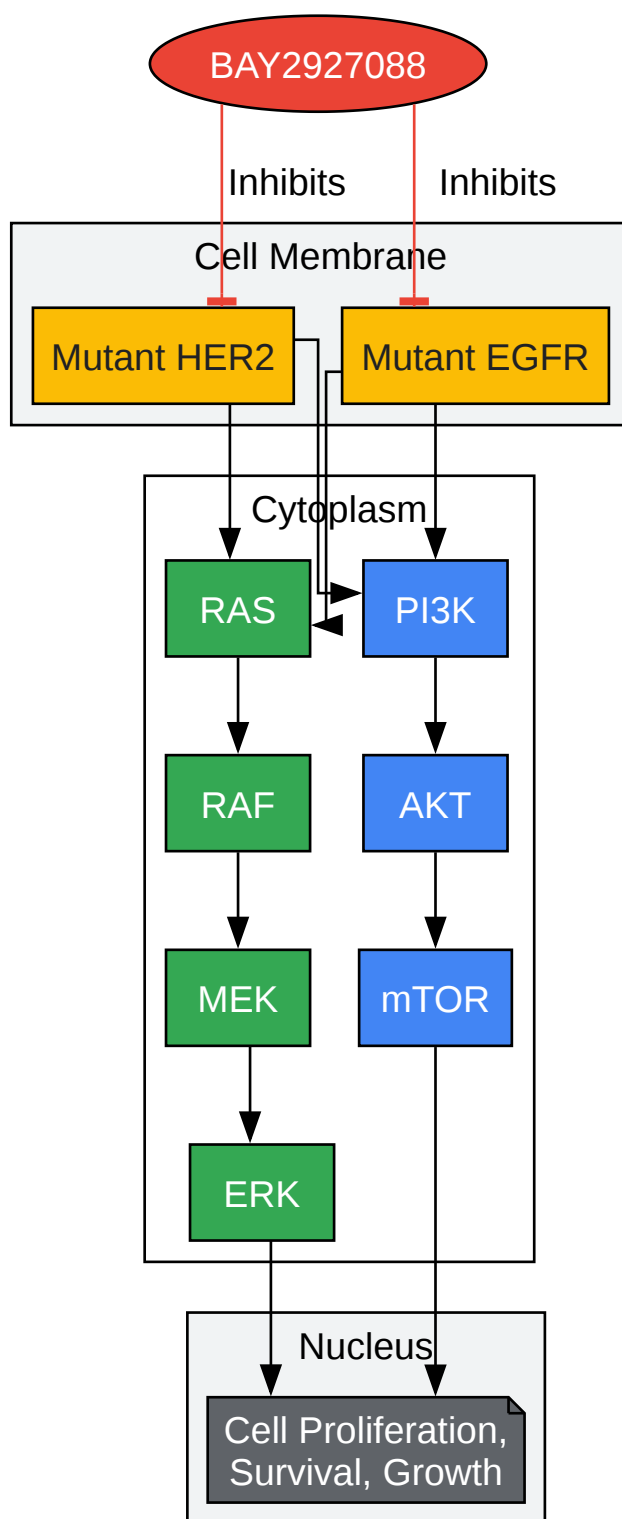 BAY2927088
Inhibits
Inhibits
Cell Membrane
Mutant HER2
Mutant EGFR
Cytoplasm
RAS
PI3K
RAF
AKT
MEK
mTOR
ERK
Nucleus
Cell Proliferation,
Survival, Growth